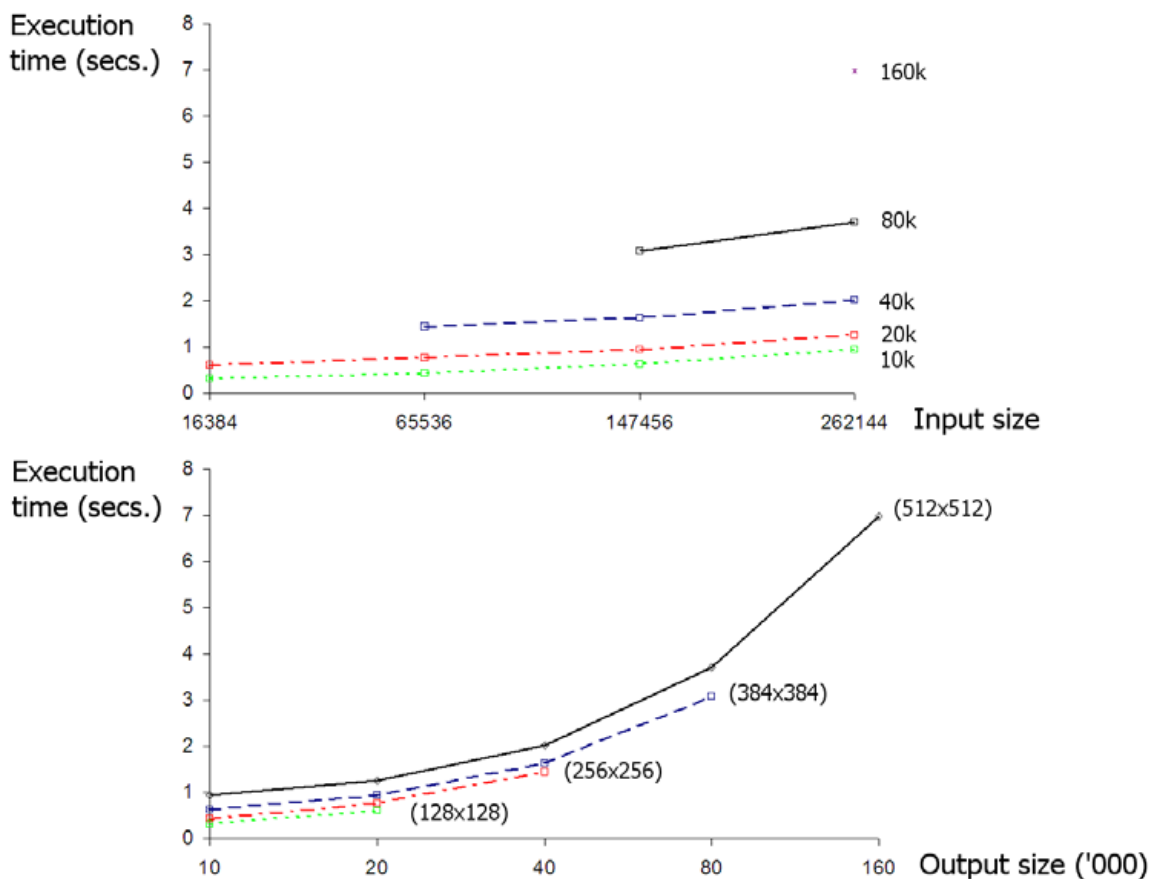 Execution
time (secs.)
8
7
6
5
4
3
2
1
0
160k
80k
40k
20k
10k
16384 65536 147456 262144 Input size
Execution
time (secs.)
8
7
6
5
4
3
2
1
0
(512x512)
(384x384)
(256x256)
(128x128)
10 20 40 80 160 Output size ('000)